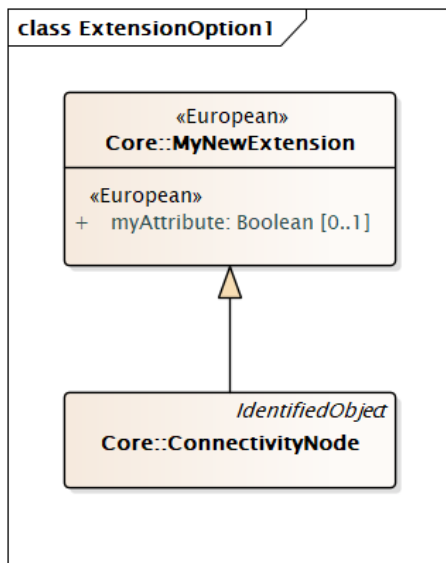 class ExtensionOption1
«European»
Core::MyNewExtension
«European»
+ myAttribute: Boolean [0..1]
IdentifiedObject
Core::ConnectivityNode